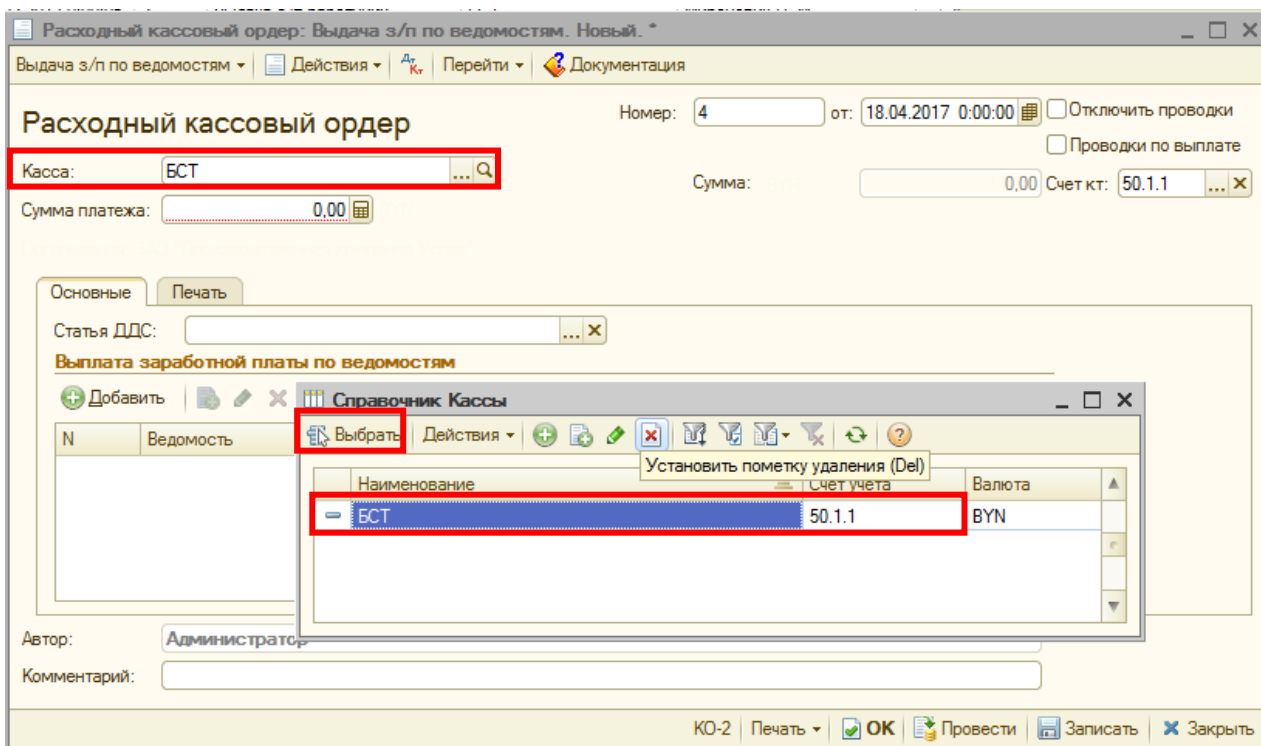 Расходный кассовый ордер: Выдача з/п по ведомостям. Новый. *
Выдача з/п по ведомостям Действия Дт Кт Перейти Документация
Расходный кассовый ордер
Номер: 4 от: 18.04.2017 0:00:00 Отключить проводки
Проводки по выплате
Касса: БСТ ...
Сумма: 0,00 Счет кт: 50.1.1 ...
Сумма платежа: 0,00
Основные Печать
Статья ДДС: ...
Выплата заработной платы по ведомостям
Добавить
N Ведомость
Справочник Кассы
Выбрать Действия
Установить пометку удаления (Del)
Наименование Счет учета Валюта
БСТ 50.1.1 BYN
Автор: Администратор
Комментарий:
КО-2 Печать ОК Провести Записать Закрыть